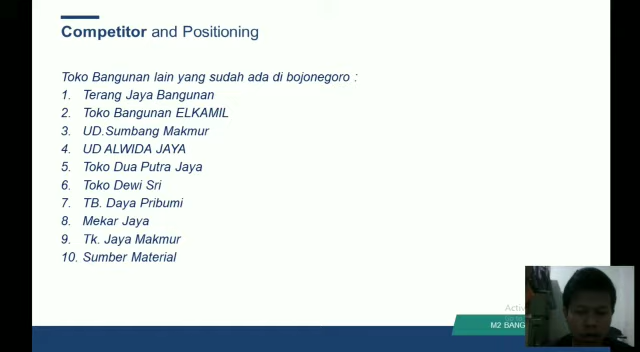 Competitor and Positioning
Toko Bangunan lain yang sudah ada di bojonegoro :
1. Terang Jaya Bangunan
2. Toko Bangunan ELKAMIL
3. UD.Sumbang Makmur
4. UD ALWIDA JAYA
5. Toko Dua Putra Jaya
6. Toko Dewi Sri
7. TB. Daya Pribumi
8. Mekar Jaya
9. Tk. Jaya Makmur
10. Sumber Material
Activ
M2 BANG